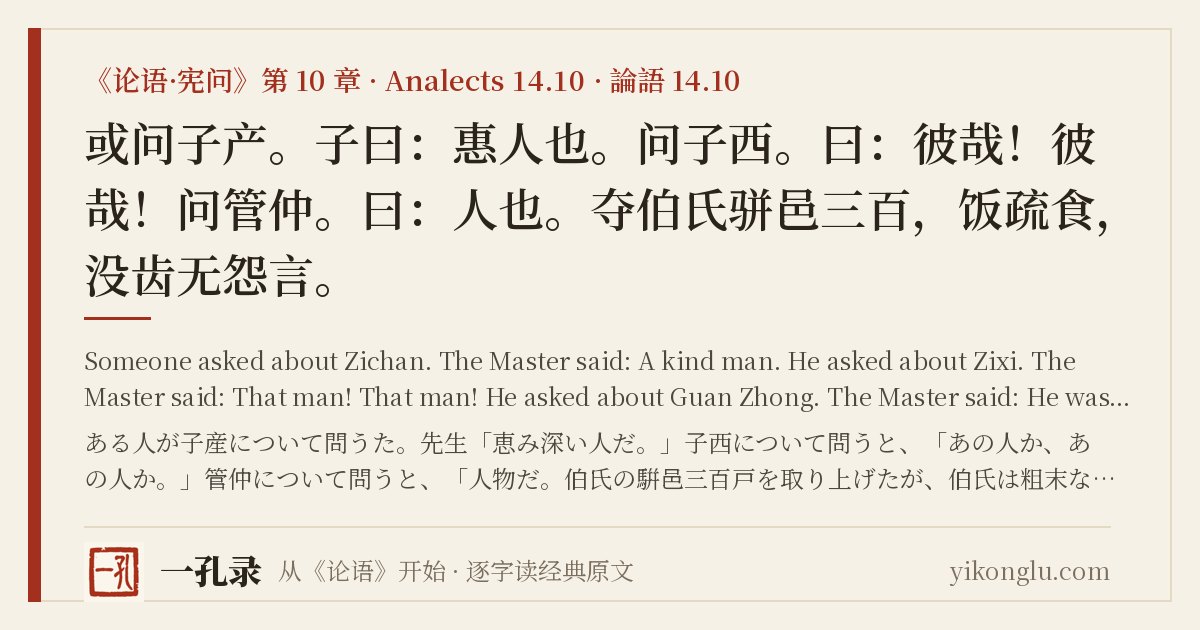 《论语·宪问》第 10 章 · Analects 14.10 · 論語 14.10
或问子产。子曰：惠人也。问子西。曰：彼哉！彼
哉！问管仲。曰：人也。夺伯氏骈邑三百，饭疏食，
没齿无怨言。
Someone asked about Zichan. The Master said: A kind man. He asked about Zixi. The
Master said: That man! That man! He asked about Guan Zhong. The Master said: He was...
ある人が子産について問うた。先生「恵み深い人だ。」子西について問うと、「あの人か、あ
の人か。」管仲について問うと、「人物だ。伯氏の騈邑三百戸を取り上げたが、伯氏は粗末な…
一孔
一孔录 从《论语》开始 · 逐字读经典原文 yikonglu.com